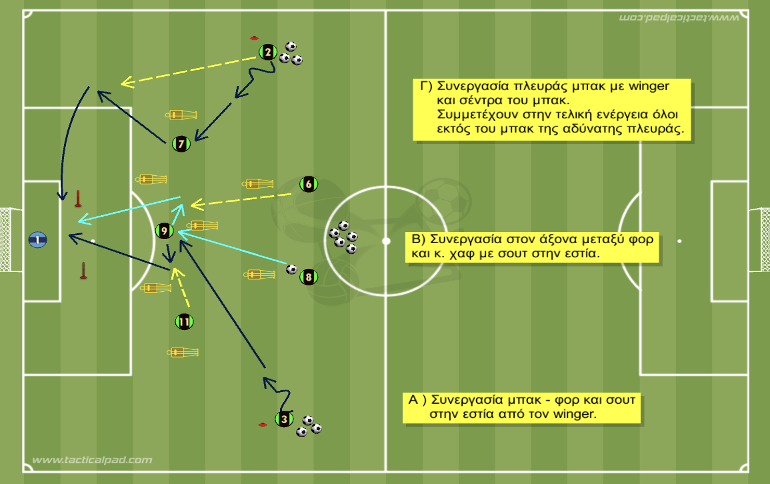 www.tacticalpad.com
Γ) Συνεργασία πλευράς μπακ με winger
και σέντρα του μπακ.
Συμμετέχουν στην τελική ενέργεια όλοι
εκτός του μπακ της αδύνατης πλευράς.
Β) Συνεργασία στον άξονα μεταξύ φορ
και κ. χαφ με σουτ στην εστία.
Α ) Συνεργασία μπακ - φορ και σουτ
στην εστία από τον winger.
2
7
6
9
1
8
11
3
www.tacticalpad.com